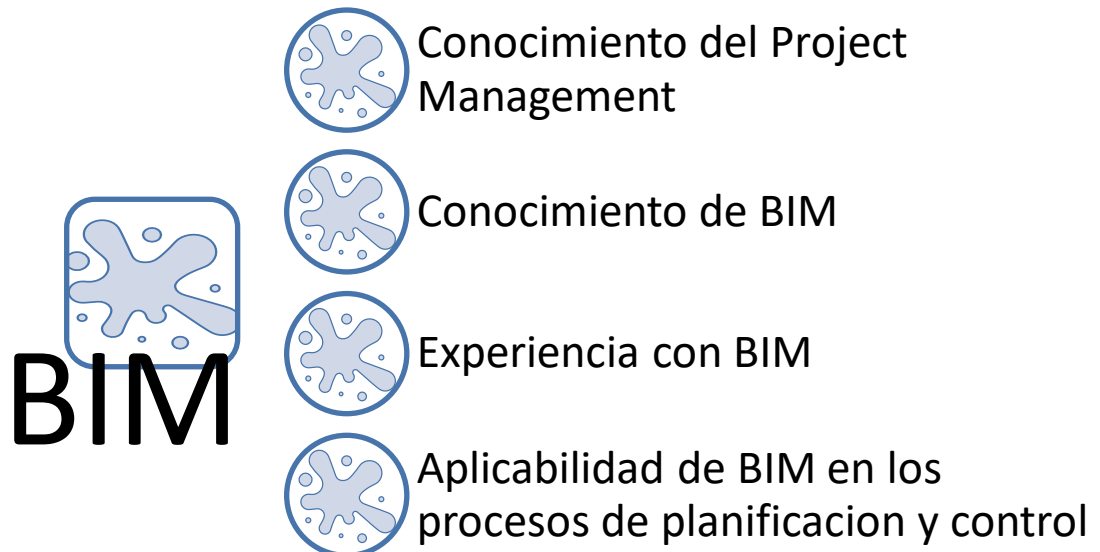 BIM
Conocimiento del Project
Management
Conocimiento de BIM
Experiencia con BIM
Aplicabilidad de BIM en los
procesos de planificacion y control